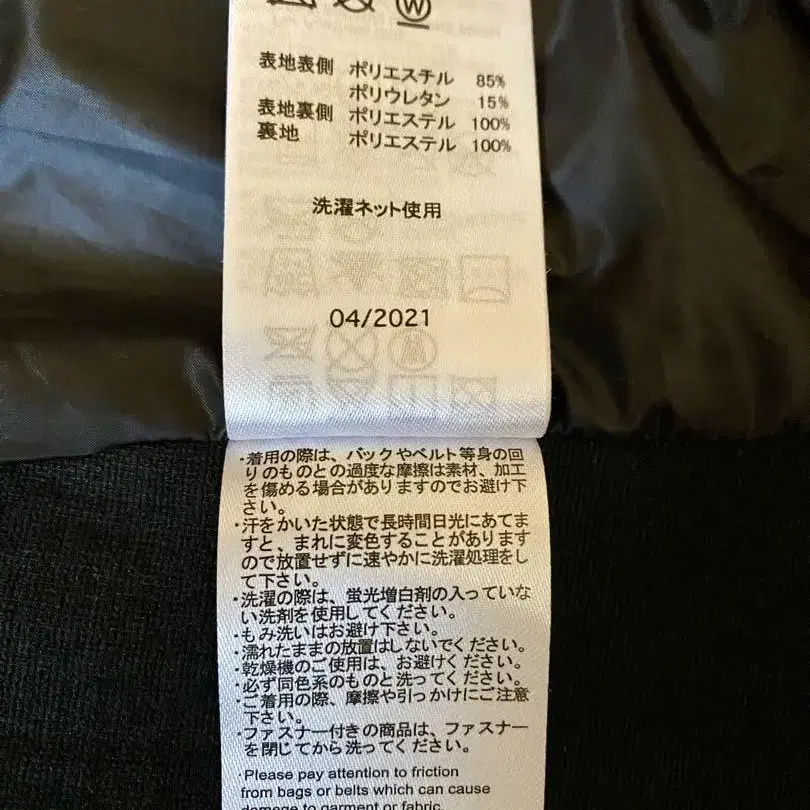 W
表地表側 ポリエステル 85%
ポリウレタン 15%
表地裏側 ポリエステル 100%
裏地 ポリエステル 100%
洗濯ネット使用
04/2021
・着用の際は、バックやベルト等身の回
りのものとの過度な摩擦は素材、加工
を傷める場合がありますのでお避け下
さい。
・汗をかいた状態で長時間日光にあてま
すと、まれに変色することがあります
ので放置せずに速やかに洗濯処理をし
て下さい。
・洗濯の際は、蛍光増白剤の入っていな
い洗剤を使用してください。
・もみ洗いはお避け下さい。
・濡れたままの放置はしないでください。
・乾燥機のご使用は、お避けください。
・必ず同色系のものと洗ってください。
・ご着用の際、摩擦や引っかけにご注意
下さい。
・ファスナー付きの商品は、ファスナー
を閉じてから洗ってください。
·Please pay attention to friction
from bags or belts which can cause
damage to garment or fabric.